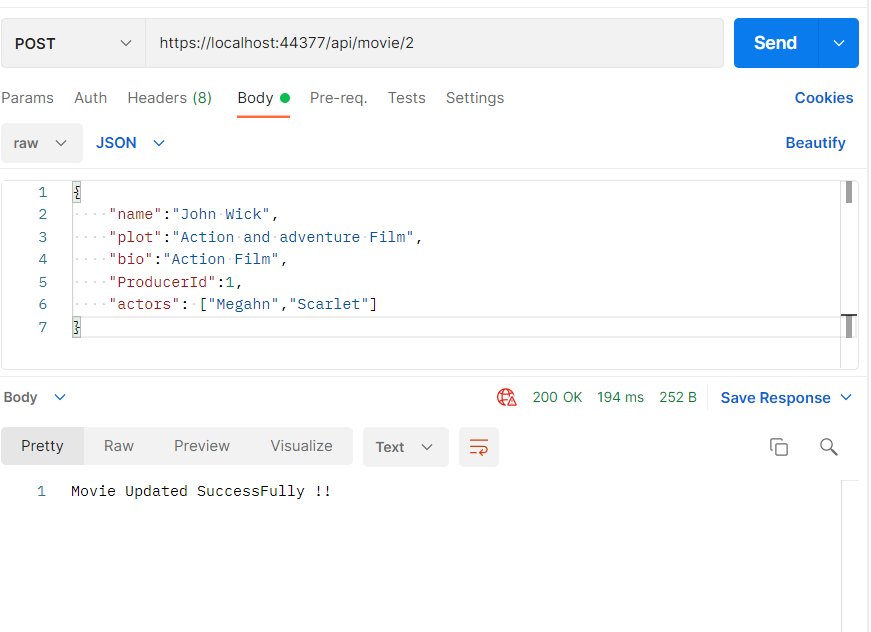 POST https://localhost:44377/api/movie/2 Send
Params Auth Headers (8) Body Pre-req. Tests Settings Cookies
raw JSON Beautify
1 {
2 "name":"John Wick",
3 "plot":"Action and adventure Film",
4 "bio":"Action Film",
5 "ProducerId":1,
6 "actors": ["Megahn","Scarlet"]
7 }
Body 200 OK 194 ms 252 B Save Response
Pretty Raw Preview Visualize Text
1 Movie Updated SuccessFully !!